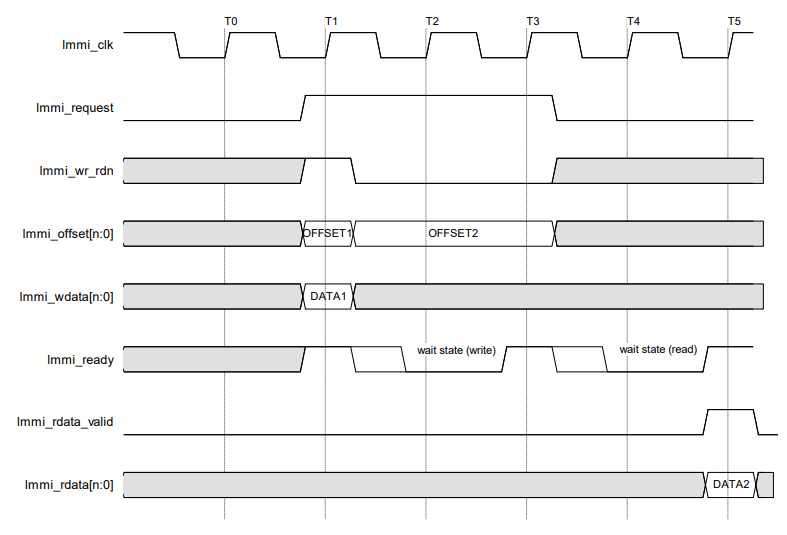 T0 T1 T2 T3 T4 T5
lmmi_clk
lmmi_request
lmmi_wr_rdn
lmmi_offset[n:0] OFFSET1 OFFSET2
lmmi_wdata[n:0] DATA1
lmmi_ready wait state (write) wait state (read)
lmmi_rdata_valid
lmmi_rdata[n:0] DATA2